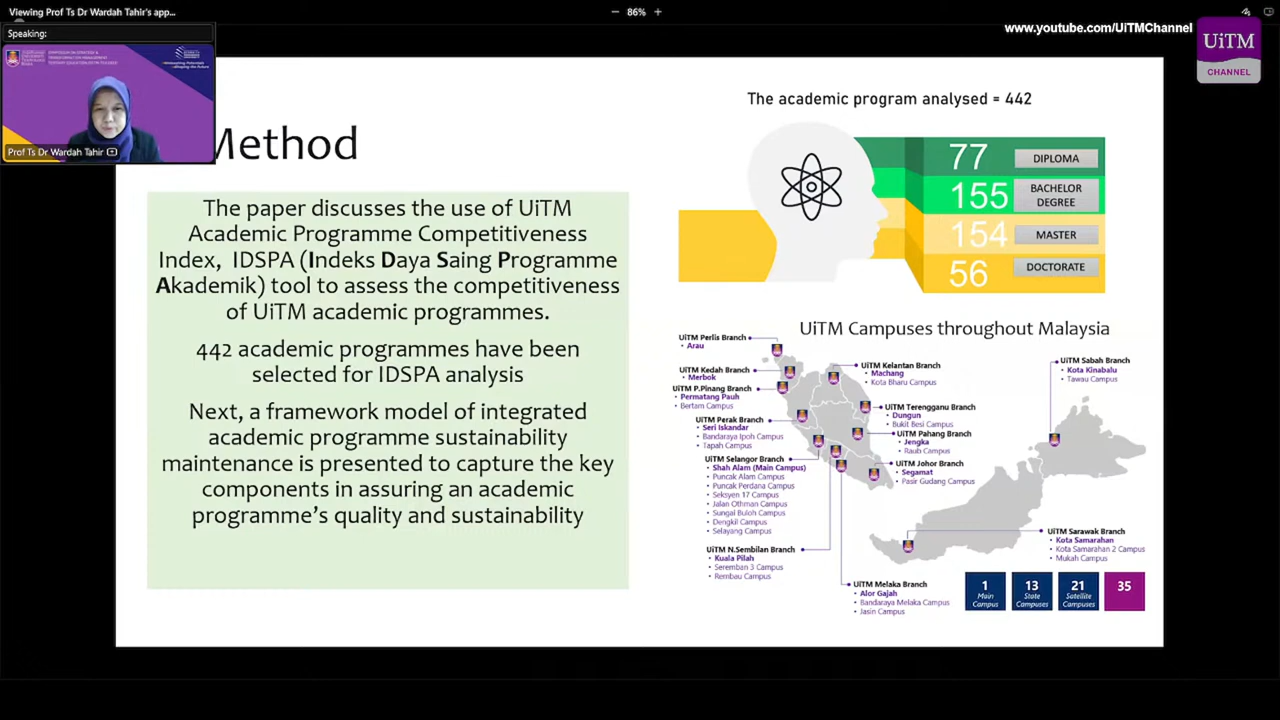 Viewing Prof Ts Dr Wardah Tahir's app...
86%
Speaking:
www.youtube.com/UiTMChannel
UiTM
CHANNEL
Prof Ts Dr Wardah Tahir
Method
The paper discusses the use of UiTM
Academic Programme Competitiveness
Index, IDSPA (Indeks Daya Saing Programme
Akademik) tool to assess the competitiveness
of UiTM academic programmes.
442 academic programmes have been
selected for IDSPA analysis
Next, a framework model of integrated
academic programme sustainability
maintenance is presented to capture the key
components in assuring an academic
programme's quality and sustainability
The academic program analysed = 442
77 DIPLOMA
155 BACHELOR
DEGREE
154 MASTER
56 DOCTORATE
UiTM Campuses throughout Malaysia
UiTM Perlis Branch
• Arau
UiTM Kedah Branch
• Merbok
UiTM P.Pinang Branch
• Permatang Pauh
• Bertam Campus
UiTM Perak Branch
• Seri Iskandar
• Bandaraya Ipoh Campus
• Tapah Campus
UiTM Selangor Branch
• Shah Alam (Main Campus)
• Puncak Alam Campus
• Puncak Perdana Campus
• Seksyen 17 Campus
• Jalan Othman Campus
• Sungai Buloh Campus
• Dengkil Campus
• Selayang Campus
UiTM N.Sembilan Branch
• Kuala Pilah
• Seremban 3 Campus
• Rembau Campus
UiTM Kelantan Branch
• Machang
• Kota Bharu Campus
UiTM Terengganu Branch
• Dungun
• Bukit Besi Campus
UiTM Pahang Branch
• Jengka
• Raub Campus
UiTM Johor Branch
• Segamat
• Pasir Gudang Campus
UiTM Melaka Branch
• Alor Gajah
• Bandaraya Melaka Campus
• Jasin Campus
UiTM Sabah Branch
• Kota Kinabalu
• Tawau Campus
UiTM Sarawak Branch
• Kota Samarahan
• Kota Samarahan 2 Campus
• Mukah Campus
1
Main
Campus
13
State
Campuses
21
Satellite
Campuses
35